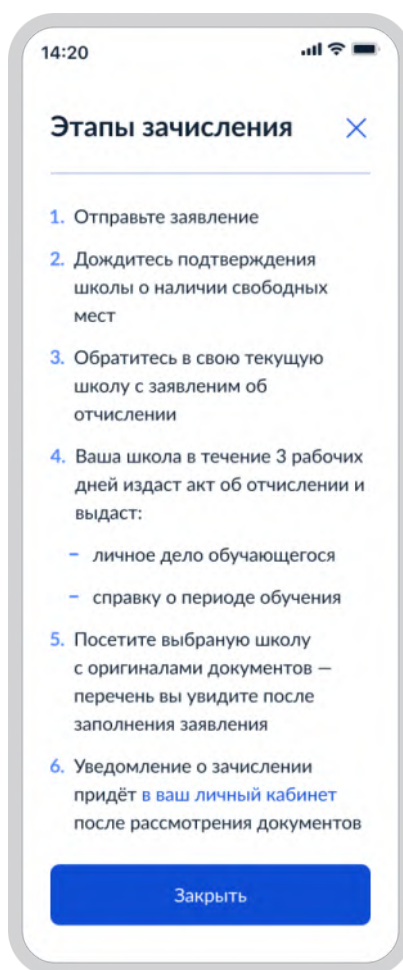 14:20
Этапы зачисления
1. Отправьте заявление
2. Дождитесь подтверждения
школы о наличии свободных
мест
3. Обратитесь в свою текущую
школу с заявленим об
отчислении
4. Ваша школа в течение 3 рабочих
дней издаст акт об отчислении и
выдаст:
– личное дело обучающегося
– справку о периоде обучения
5. Посетите выбраную школу
с оригиналами документов —
перечень вы увидите после
заполнения заявления
6. Уведомление о зачислении
придёт в ваш личный кабинет
после рассмотрения документов
Закрыть